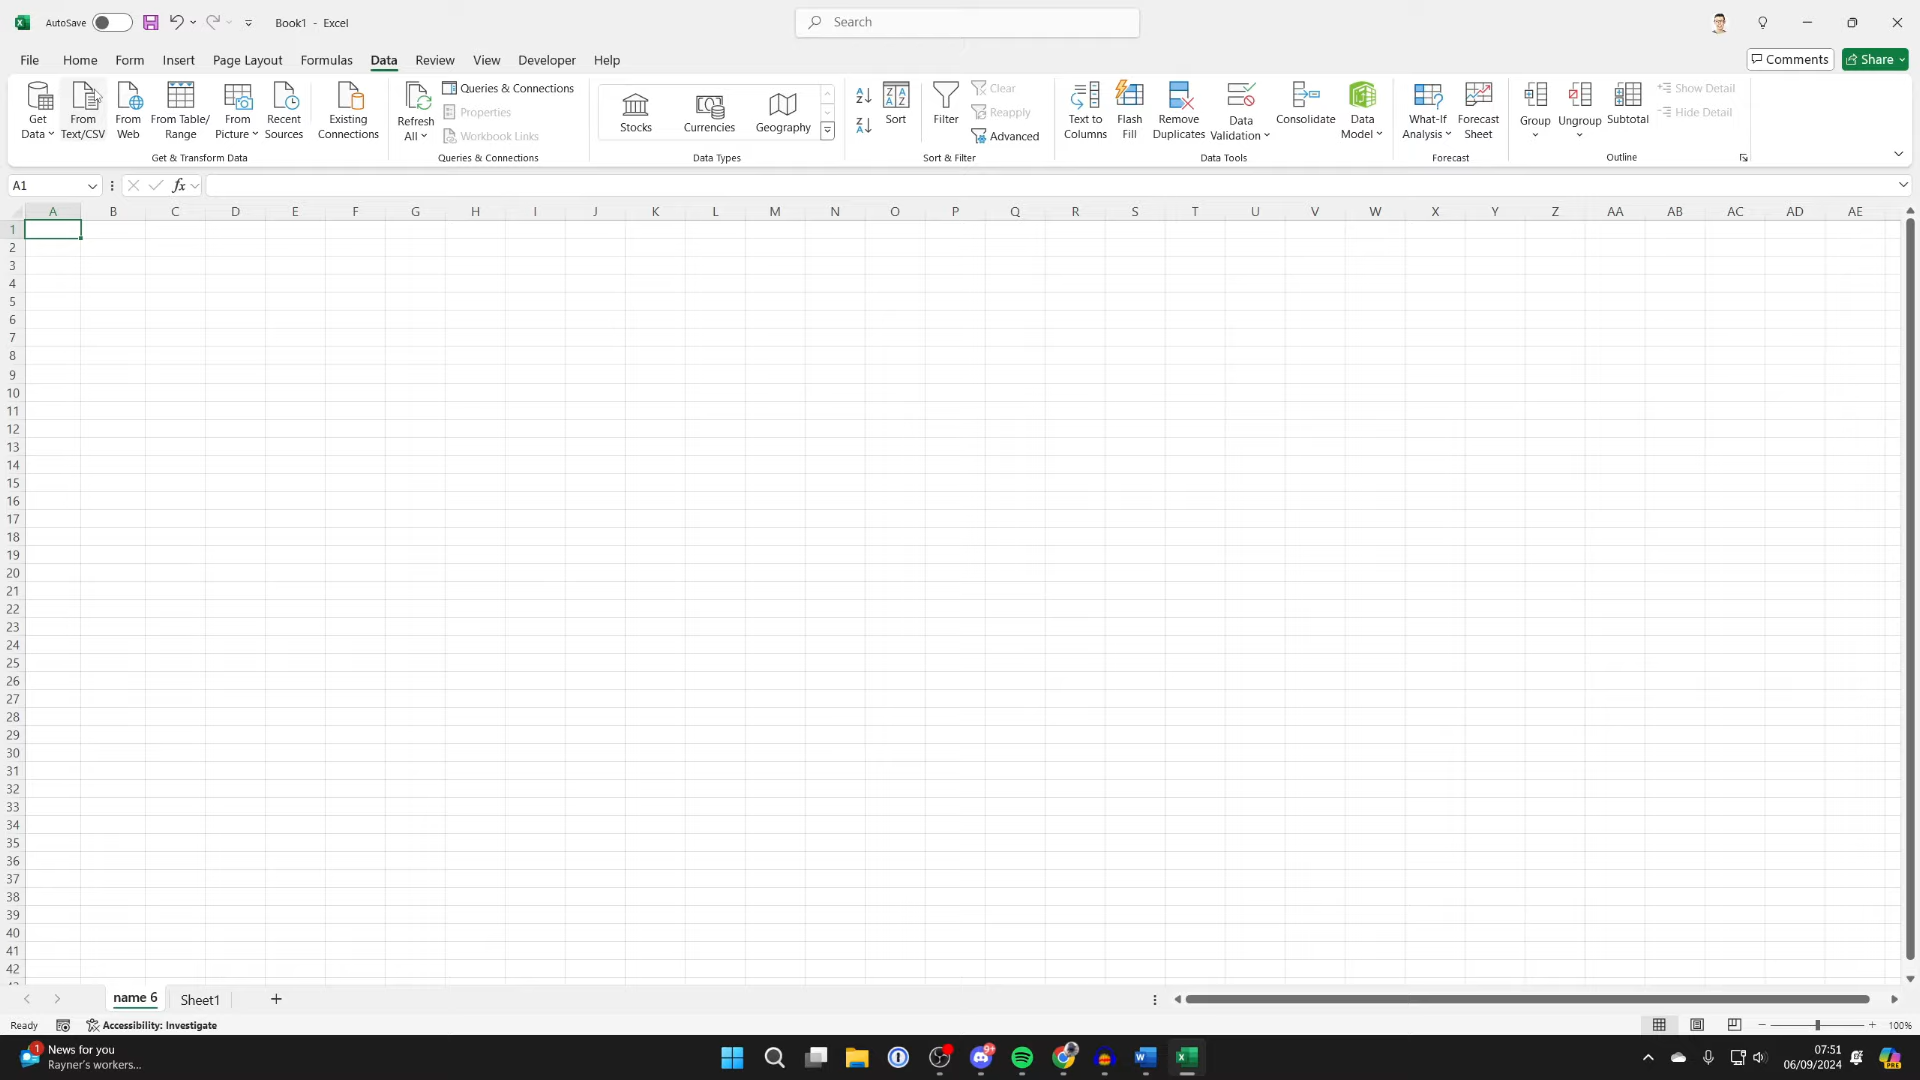 AutoSave Book1 - Excel Search
File Home Form Insert Page Layout Formulas Data Review View Developer Help Comments Share
Get Data From Text/CSV From Web From Table/ Range From Picture Recent Sources Existing Connections
Get & Transform Data
Refresh All Queries & Connections
Properties
Workbook Links
Queries & Connections
Stocks Currencies Geography
Data Types
Sort Filter Clear
Reapply
Advanced
Sort & Filter
Text to Columns Flash Fill Remove Duplicates Data Validation Consolidate Data Model
Data Tools
What-If Analysis Forecast Sheet
Forecast
Group Ungroup Subtotal Show Detail
Hide Detail
Outline
A1 fx
A B C D E F G H I J K L M N O P Q R S T U V W X Y Z AA AB AC AD AE
1
2
3
4
5
6
7
8
9
10
11
12
13
14
15
16
17
18
19
20
21
22
23
24
25
26
27
28
29
30
31
32
33
34
35
36
37
38
39
40
41
42
name 6 Sheet1
Ready Accessibility: Investigate 100%
1 News for you
Rayner's workers...
9+
07:51
06/09/2024
PRE